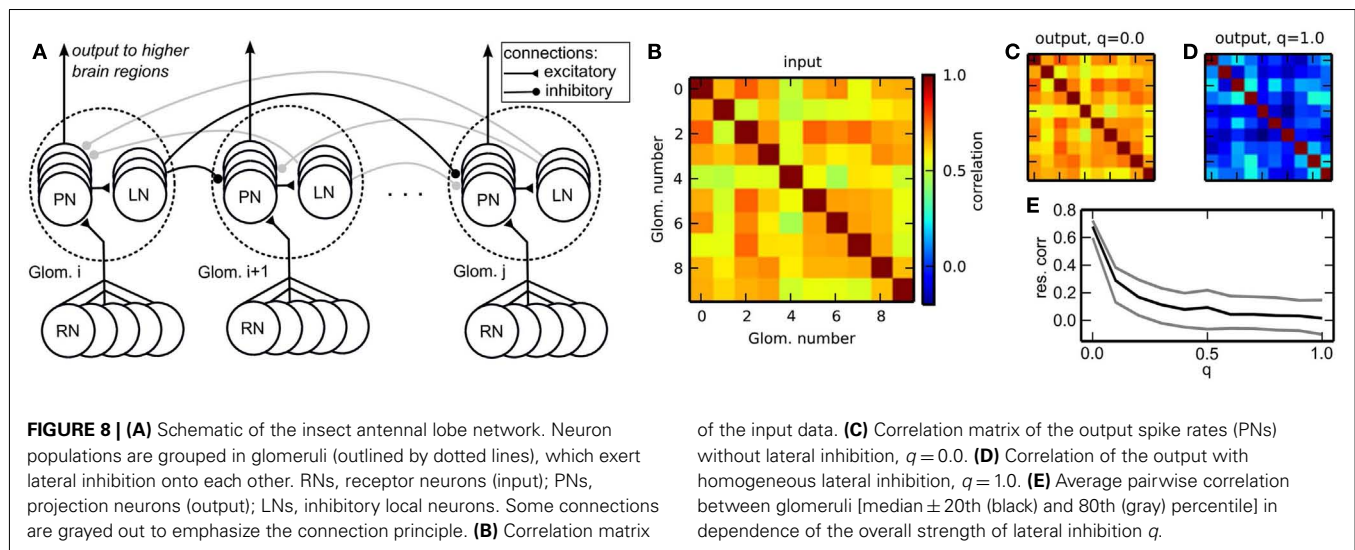 A
output to higher
brain regions
connections:
excitatory
inhibitory
PN
LN
PN
LN
. . .
PN
LN
Glom. i
Glom. i+1
Glom. j
RN
RN
RN
B
input
0
2
4
6
8
Glom. number
0 2 4 6 8
Glom. number
1.0
0.5
0.0
correlation
C
output, q=0.0
D
output, q=1.0
E
0.8
0.6
0.4
0.2
0.0
res. corr
0.0 0.5 1.0
q
FIGURE 8 | (A) Schematic of the insect antennal lobe network. Neuron
populations are grouped in glomeruli (outlined by dotted lines), which exert
lateral inhibition onto each other. RNs, receptor neurons (input); PNs,
projection neurons (output); LNs, inhibitory local neurons. Some connections
are grayed out to emphasize the connection principle. (B) Correlation matrix
of the input data. (C) Correlation matrix of the output spike rates (PNs)
without lateral inhibition, q = 0.0. (D) Correlation of the output with
homogeneous lateral inhibition, q = 1.0. (E) Average pairwise correlation
between glomeruli [median ± 20th (black) and 80th (gray) percentile] in
dependence of the overall strength of lateral inhibition q.